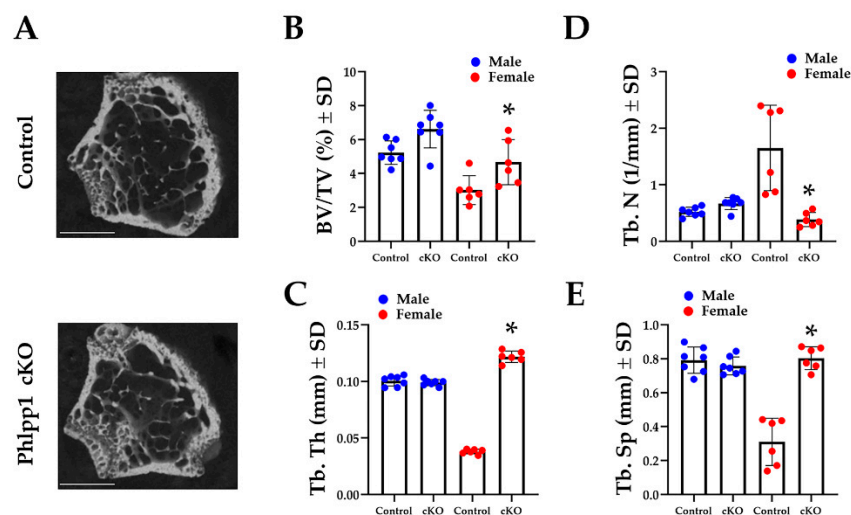 A
Control
Phlpp1 cKO
B
Male
Female
BV/TV (%) ± SD
10
8
6
4
2
0
*
Control
cKO
Control
cKO
D
Male
Female
Tb. N (1/mm) ± SD
3
2
1
0
*
Control
cKO
Control
cKO
C
Male
Female
Tb. Th (mm) ± SD
0.15
0.10
0.05
0.00
*
Control
cKO
Control
cKO
E
Male
Female
Tb. Sp (mm) ± SD
1.0
0.8
0.6
0.4
0.2
0.0
*
Control
cKO
Control
cKO